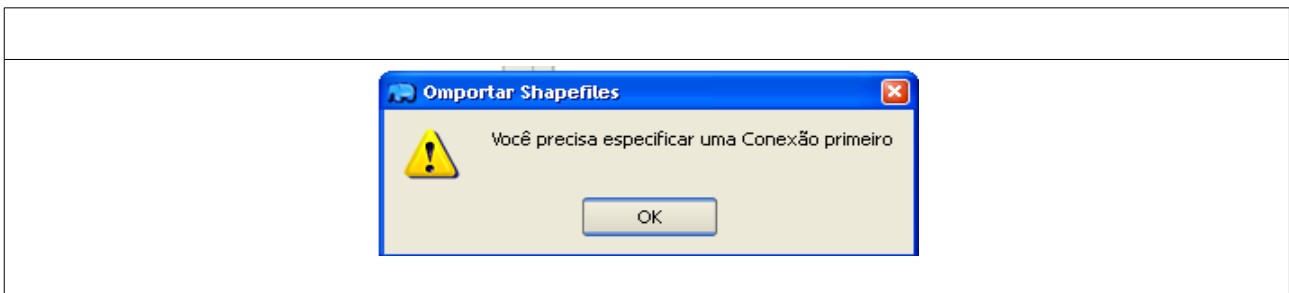 Omportar Shapefiles
Você precisa especificar uma Conexão primeiro
OK